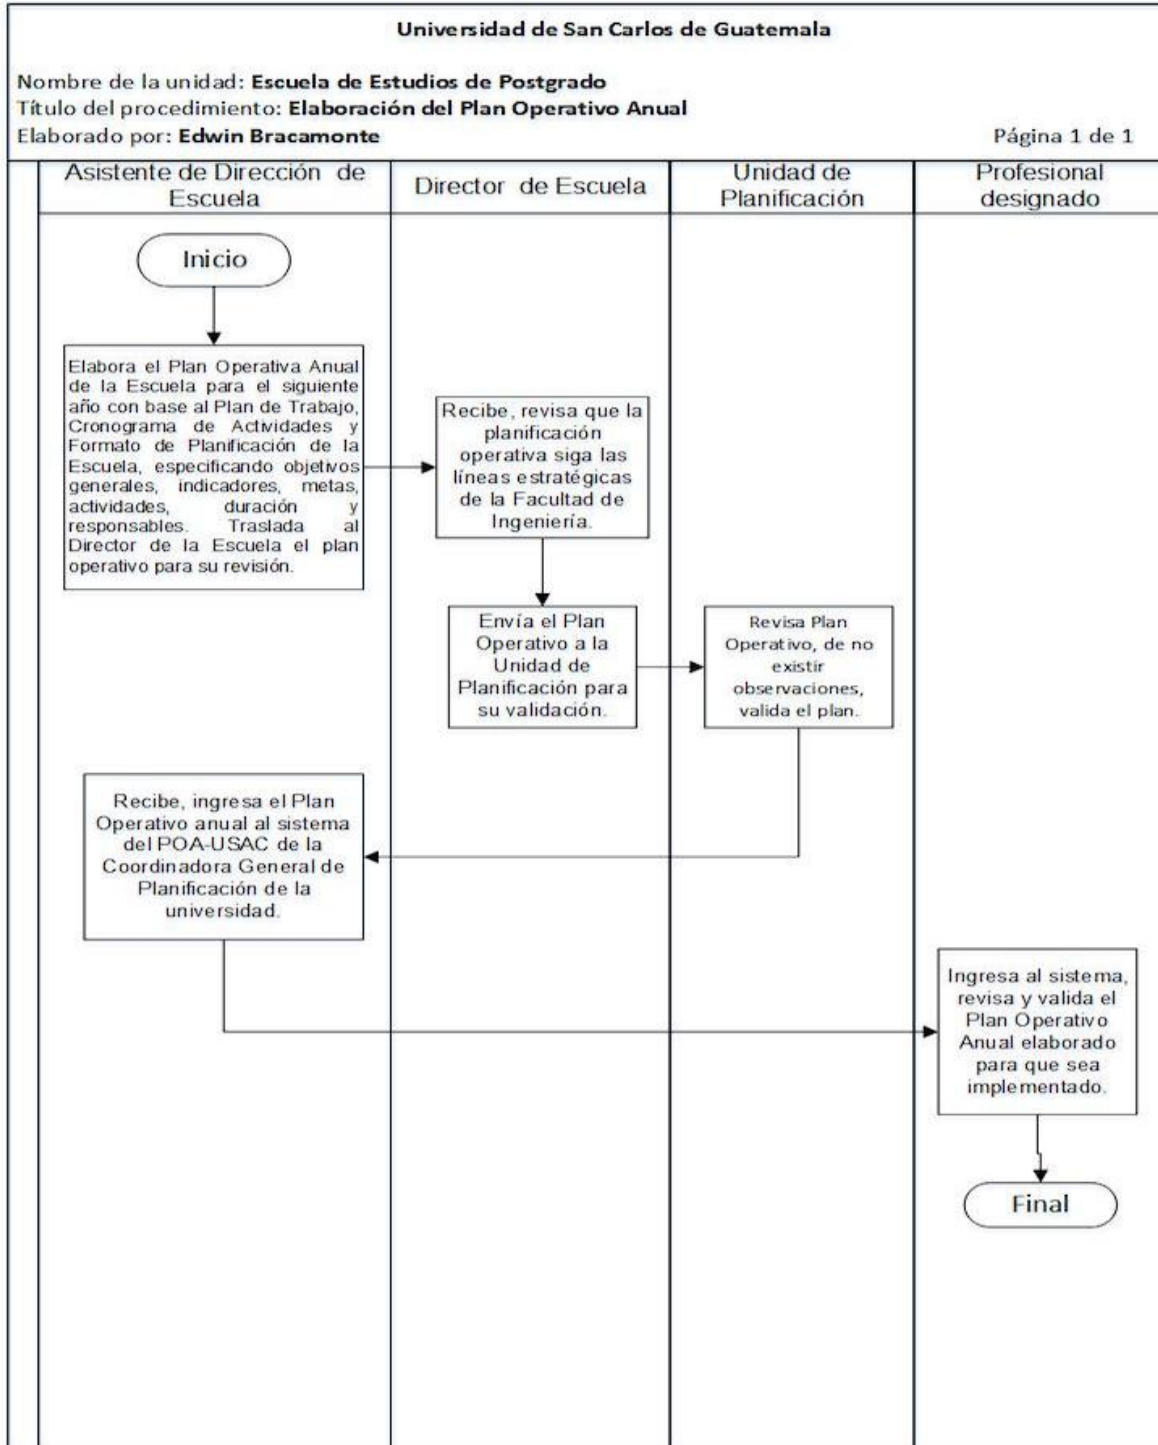 Universidad de San Carlos de Guatemala
Nombre de la unidad: Escuela de Estudios de Postgrado
Título del procedimiento: Elaboración del Plan Operativo Anual
Elaborado por: Edwin Bracamonte
Página 1 de 1
Asistente de Dirección de
Escuela
Director de Escuela
Unidad de
Planificación
Profesional
designado
Inicio
Elabora el Plan Operativa Anual
de la Escuela para el siguiente
año con base al Plan de Trabajo,
Cronograma de Actividades y
Formato de Planificación de la
Escuela, especificando objetivos
generales, indicadores, metas,
actividades, duración y
responsables. Traslada al
Director de la Escuela el plan
operativo para su revisión.
Recibe, revisa que la
planificación
operativa siga las
líneas estratégicas
de la Facultad de
Ingeniería.
Envía el Plan
Operativo a la
Unidad de
Planificación para
su validación.
Revisa Plan
Operativo, de no
existir
observaciones,
valida el plan.
Recibe, ingresa el Plan
Operativo anual al sistema
del POA-USAC de la
Coordinadora General de
Planificación de la
universidad.
Ingresa al sistema,
revisa y valida el
Plan Operativo
Anual elaborado
para que sea
implementado.
Final